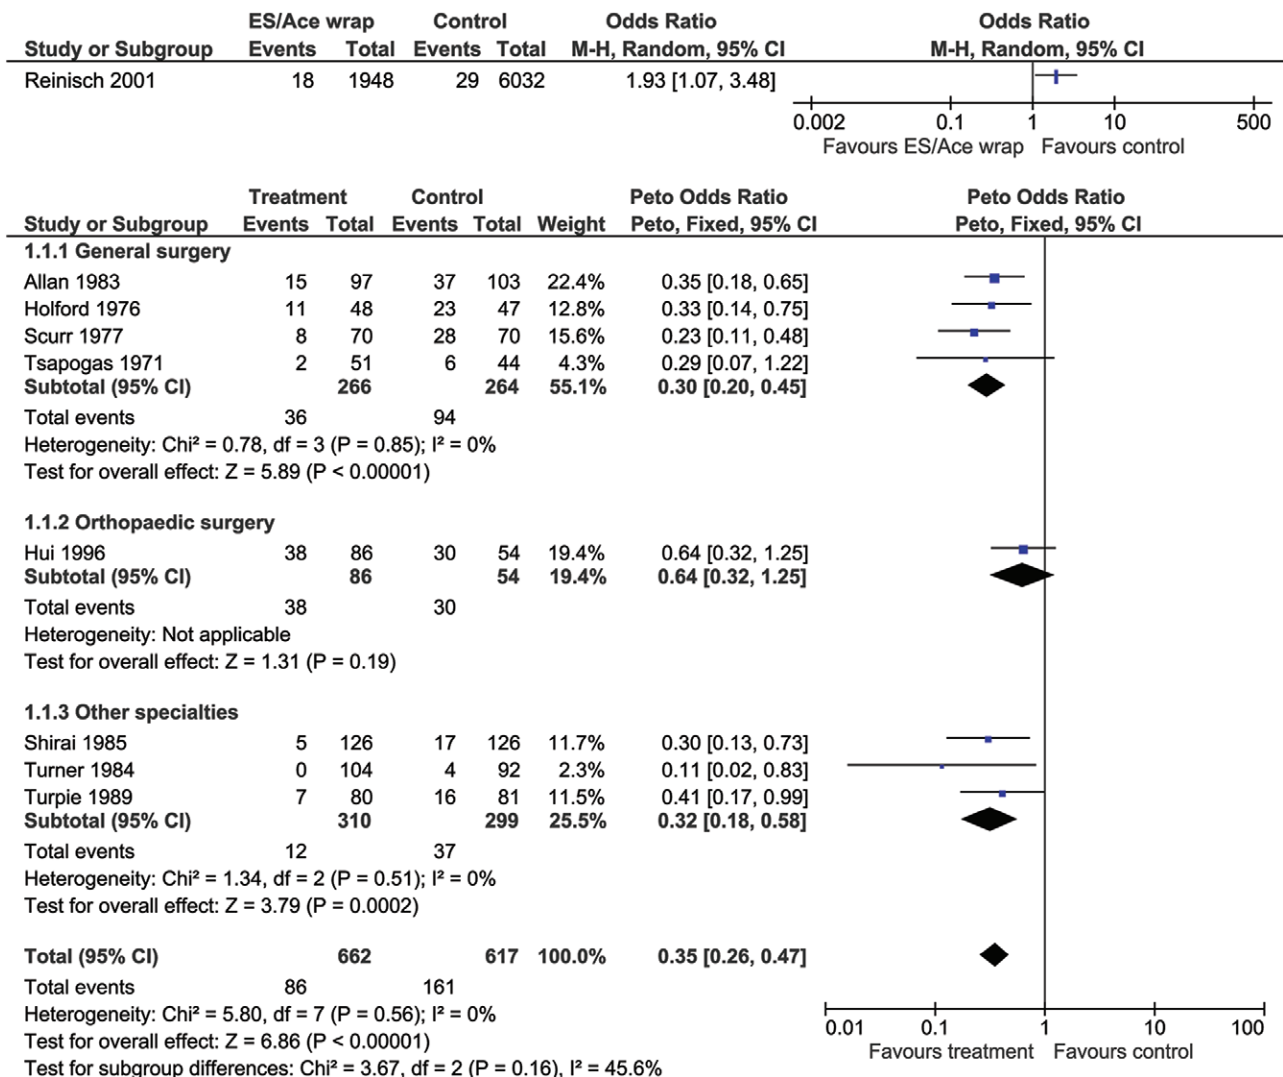 ES/Ace wrap Control Odds Ratio Odds Ratio
Study or Subgroup Events Total Events Total M-H, Random, 95% CI M-H, Random, 95% CI
Reinisch 2001 18 1948 29 6032 1.93 [1.07, 3.48]
0.002 0.1 1 10 500
Favours ES/Ace wrap Favours control
Treatment Control Peto Odds Ratio Peto Odds Ratio
Study or Subgroup Events Total Events Total Weight Peto, Fixed, 95% CI Peto, Fixed, 95% CI
1.1.1 General surgery
Allan 1983 15 97 37 103 22.4% 0.35 [0.18, 0.65]
Holford 1976 11 48 23 47 12.8% 0.33 [0.14, 0.75]
Scurr 1977 8 70 28 70 15.6% 0.23 [0.11, 0.48]
Tsapogas 1971 2 51 6 44 4.3% 0.29 [0.07, 1.22]
Subtotal (95% CI) 266 264 55.1% 0.30 [0.20, 0.45]
Total events 36 94
Heterogeneity: Chi² = 0.78, df = 3 (P = 0.85); I² = 0%
Test for overall effect: Z = 5.89 (P < 0.00001)
1.1.2 Orthopaedic surgery
Hui 1996 38 86 30 54 19.4% 0.64 [0.32, 1.25]
Subtotal (95% CI) 86 54 19.4% 0.64 [0.32, 1.25]
Total events 38 30
Heterogeneity: Not applicable
Test for overall effect: Z = 1.31 (P = 0.19)
1.1.3 Other specialties
Shirai 1985 5 126 17 126 11.7% 0.30 [0.13, 0.73]
Turner 1984 0 104 4 92 2.3% 0.11 [0.02, 0.83]
Turpie 1989 7 80 16 81 11.5% 0.41 [0.17, 0.99]
Subtotal (95% CI) 310 299 25.5% 0.32 [0.18, 0.58]
Total events 12 37
Heterogeneity: Chi² = 1.34, df = 2 (P = 0.51); I² = 0%
Test for overall effect: Z = 3.79 (P = 0.0002)
Total (95% CI) 662 617 100.0% 0.35 [0.26, 0.47]
Total events 86 161
Heterogeneity: Chi² = 5.80, df = 7 (P = 0.56); I² = 0%
Test for overall effect: Z = 6.86 (P < 0.00001)
Test for subgroup differences: Chi² = 3.67, df = 2 (P = 0.16), I² = 45.6%
0.01 0.1 1 10 100
Favours treatment Favours control